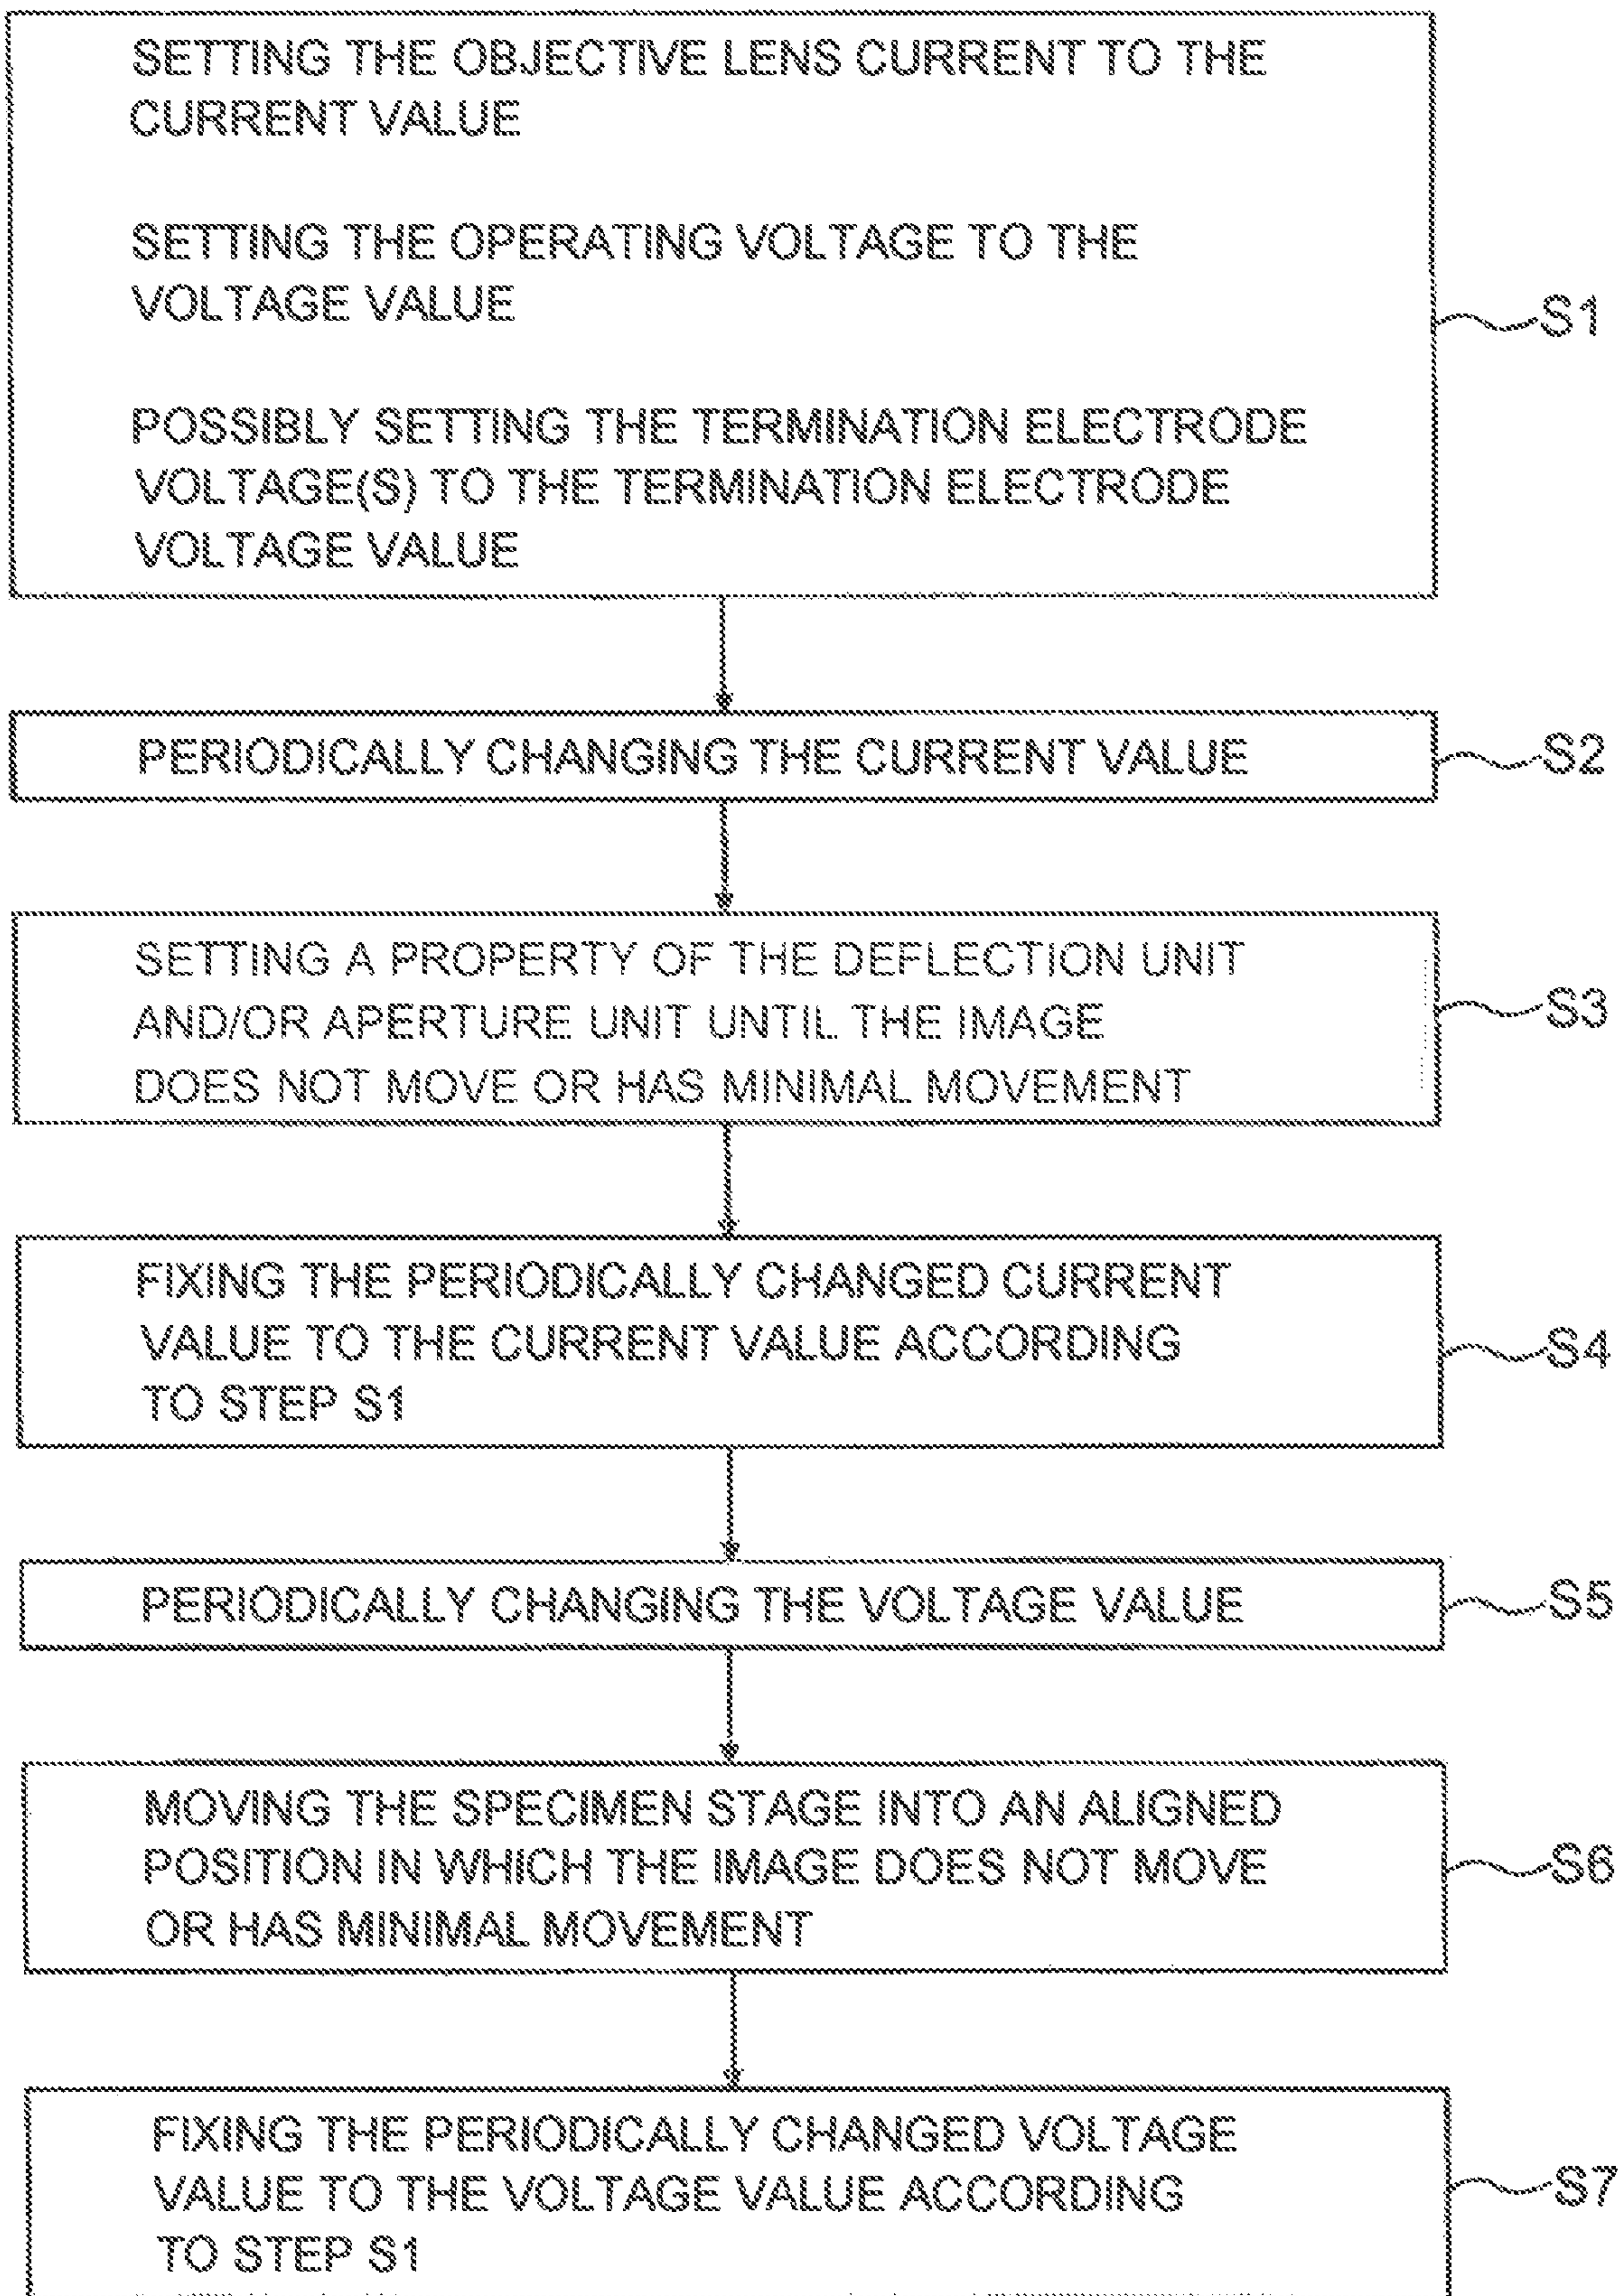 SETTING THE OBJECTIVE LENS CURRENT TO THE
CURRENT VALUE
SETTING THE OPERATING VOLTAGE TO THE
VOLTAGE VALUE
POSSIBLY SETTING THE TERMINATION ELECTRODE
VOLTAGE(S) TO THE TERMINATION ELECTRODE
VOLTAGE VALUE
S1
PERIODICALLY CHANGING THE CURRENT VALUE
S2
SETTING A PROPERTY OF THE DEFLECTION UNIT
AND/OR APERTURE UNIT UNTIL THE IMAGE
DOES NOT MOVE OR HAS MINIMAL MOVEMENT
S3
FIXING THE PERIODICALLY CHANGED CURRENT
VALUE TO THE CURRENT VALUE ACCORDING
TO STEP S1
S4
PERIODICALLY CHANGING THE VOLTAGE VALUE
S5
MOVING THE SPECIMEN STAGE INTO AN ALIGNED
POSITION IN WHICH THE IMAGE DOES NOT MOVE
OR HAS MINIMAL MOVEMENT
S6
FIXING THE PERIODICALLY CHANGED VOLTAGE
VALUE TO THE VOLTAGE VALUE ACCORDING
TO STEP S1
S7